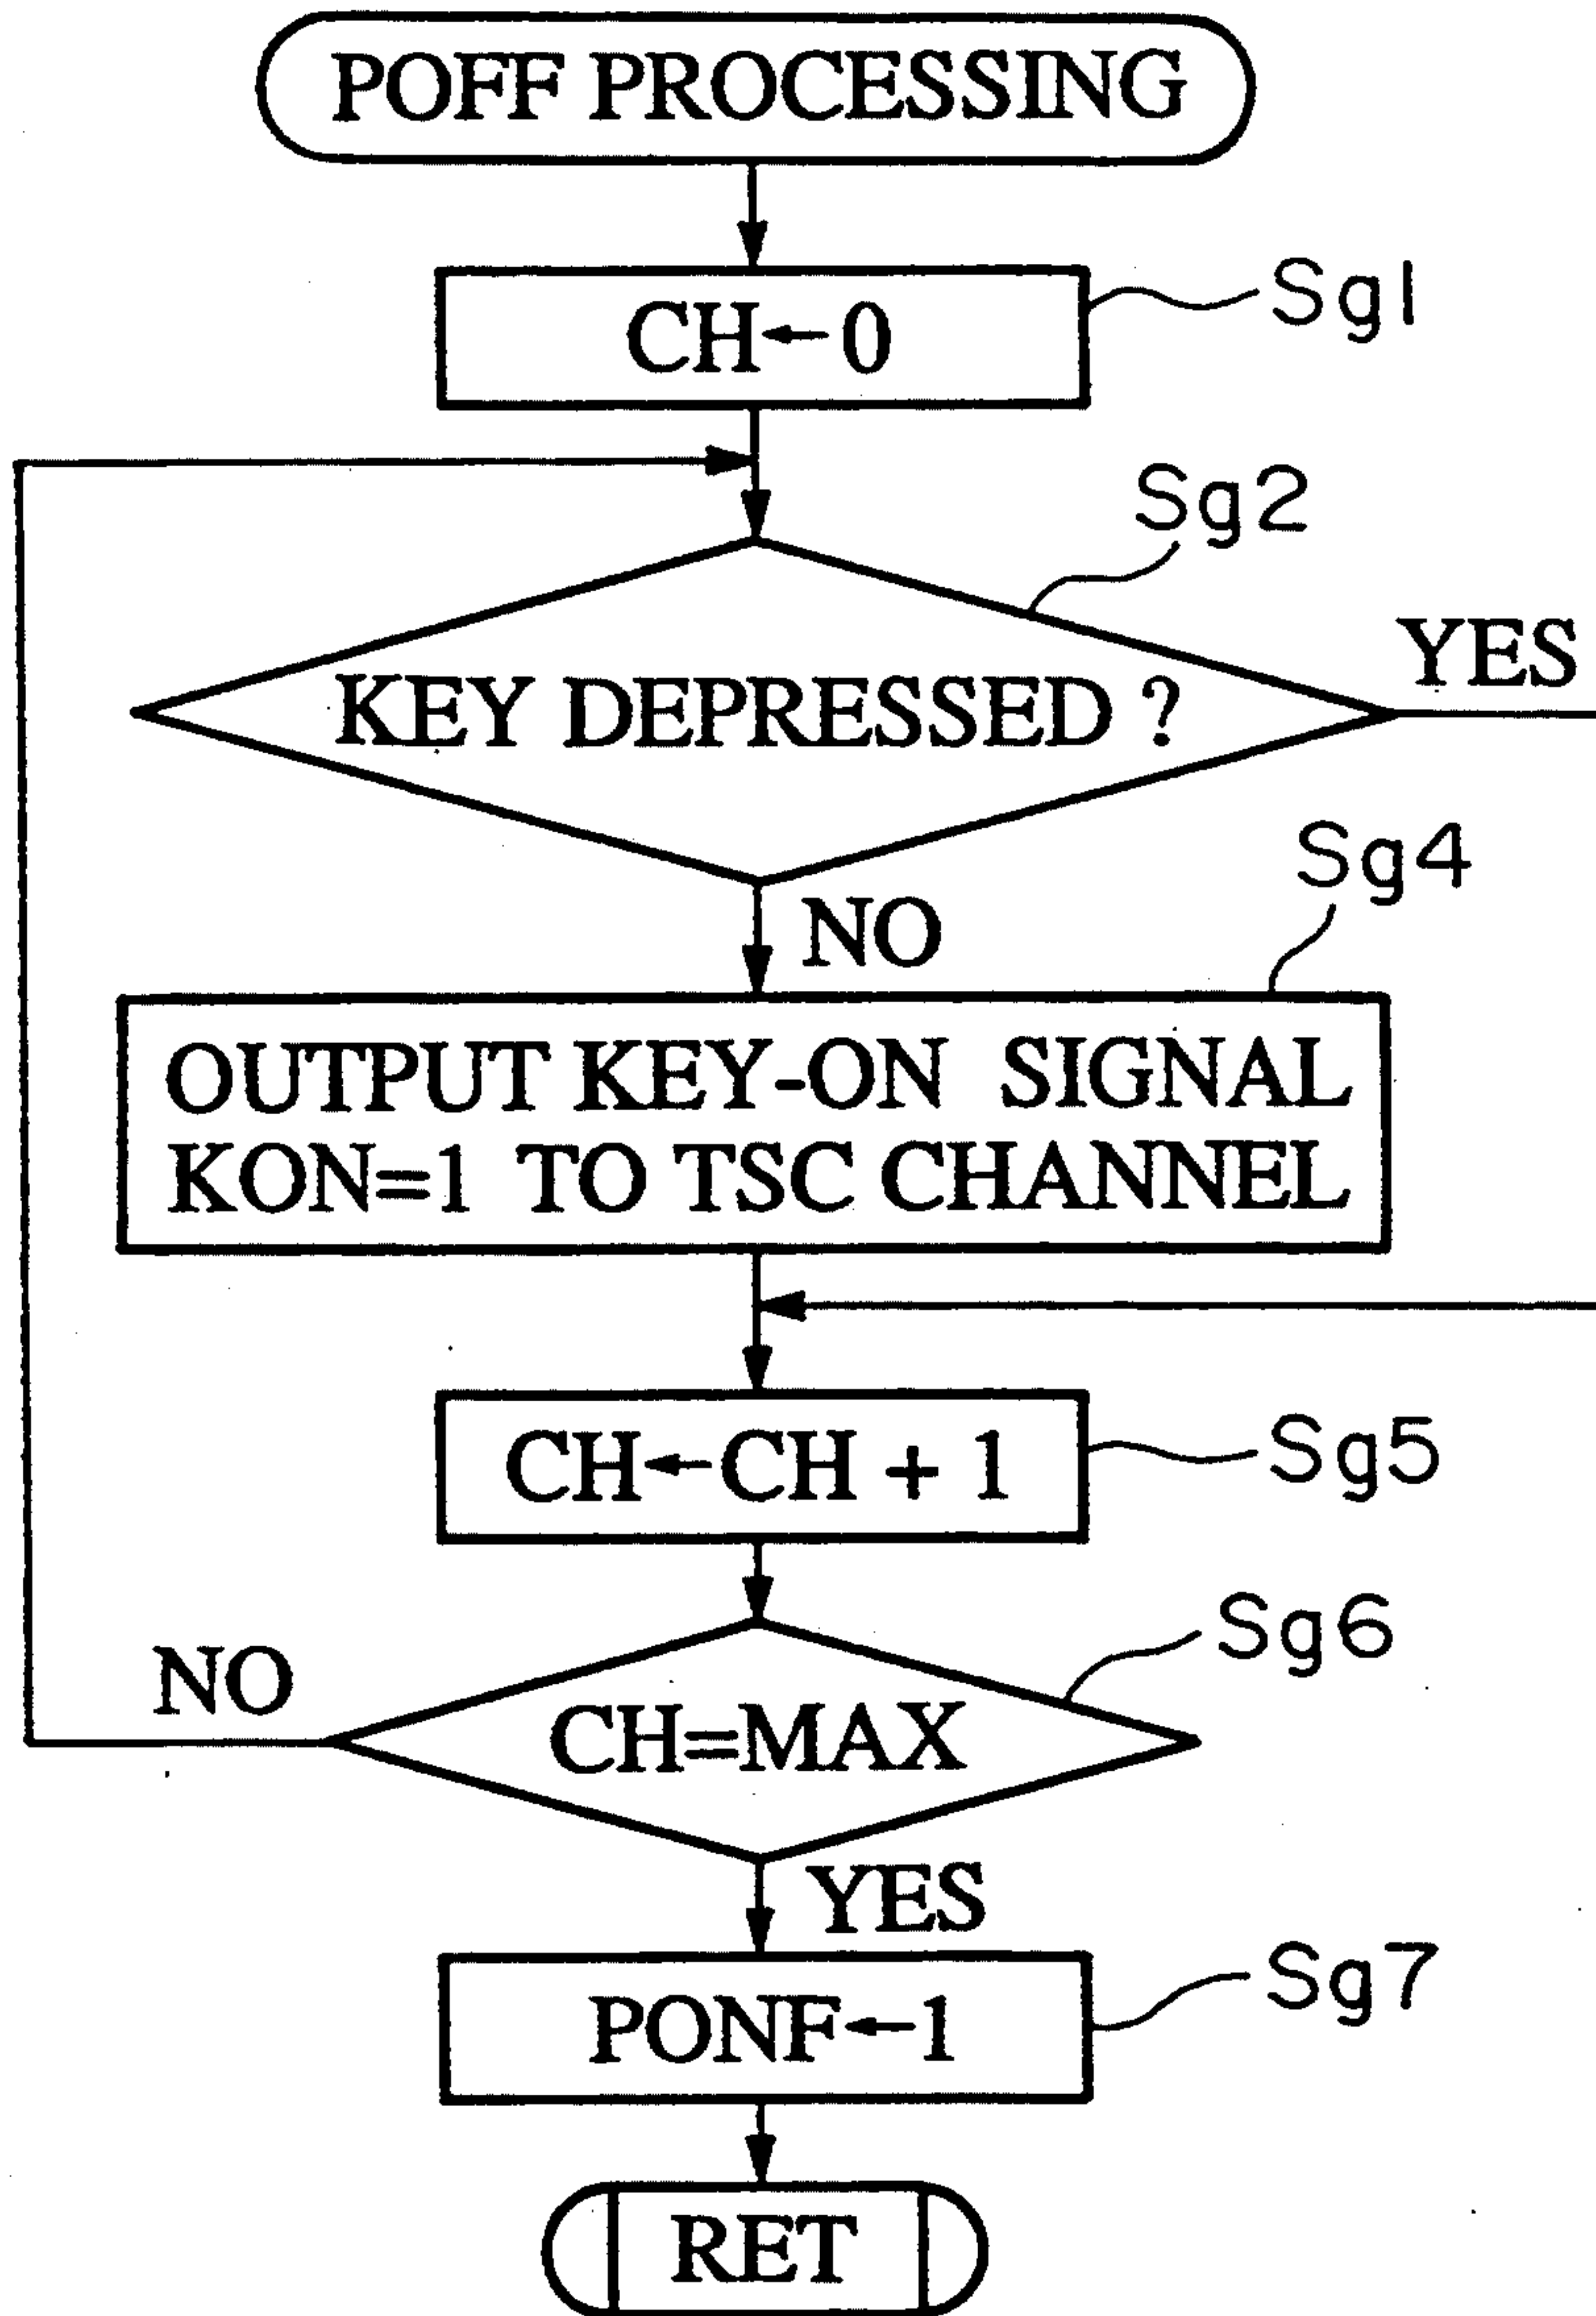 POFF PROCESSING
CH←0
Sg1
Sg2
KEY DEPRESSED ?
YES
NO
Sg4
OUTPUT KEY-ON SIGNAL
KON=1 TO TSC CHANNEL
CH←CH + 1
Sg5
Sg6
CH=MAX
NO
YES
PONF←1
Sg7
RET